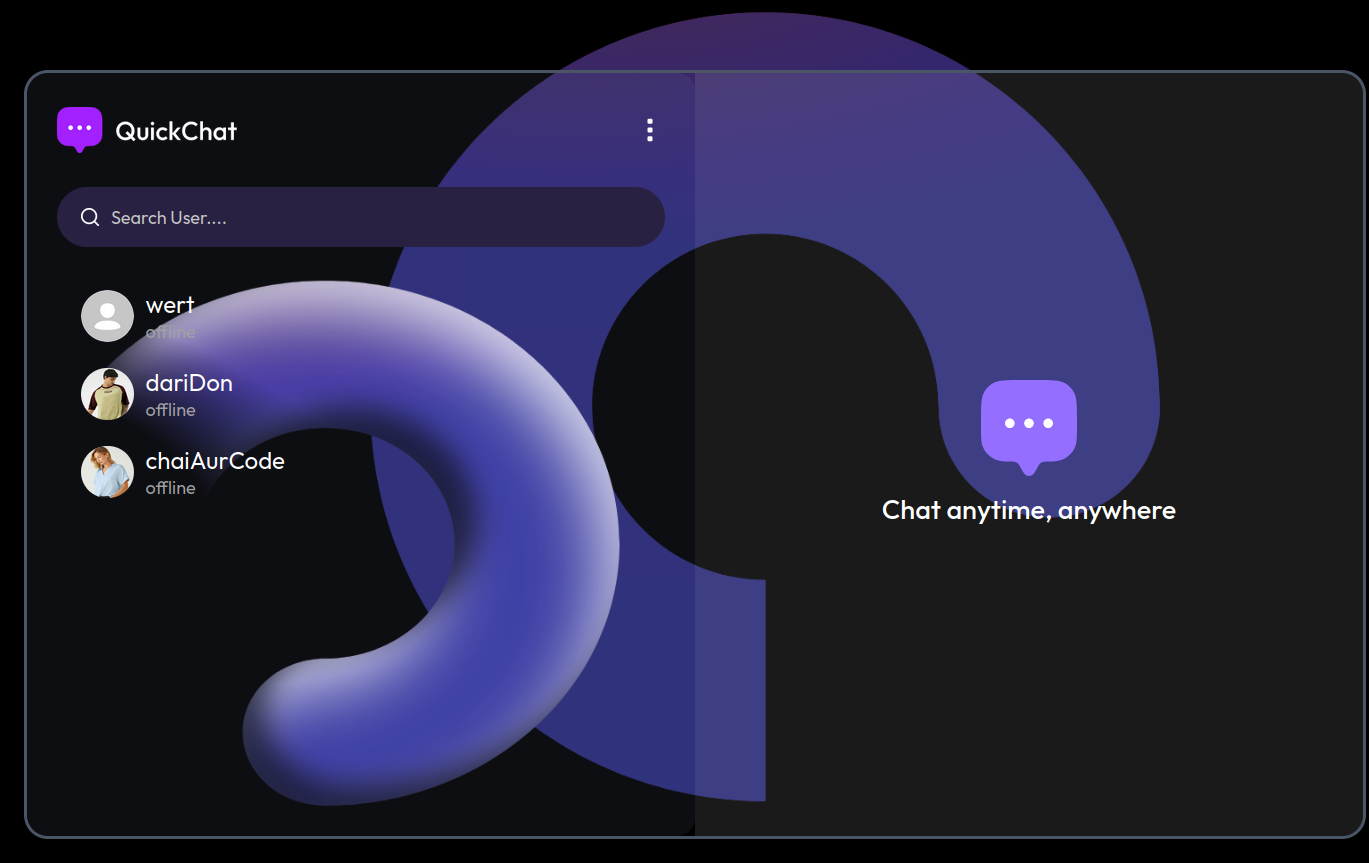 QuickChat
Search User....
wert
offline
dariDon
offline
chaiAurCode
offline
Chat anytime, anywhere